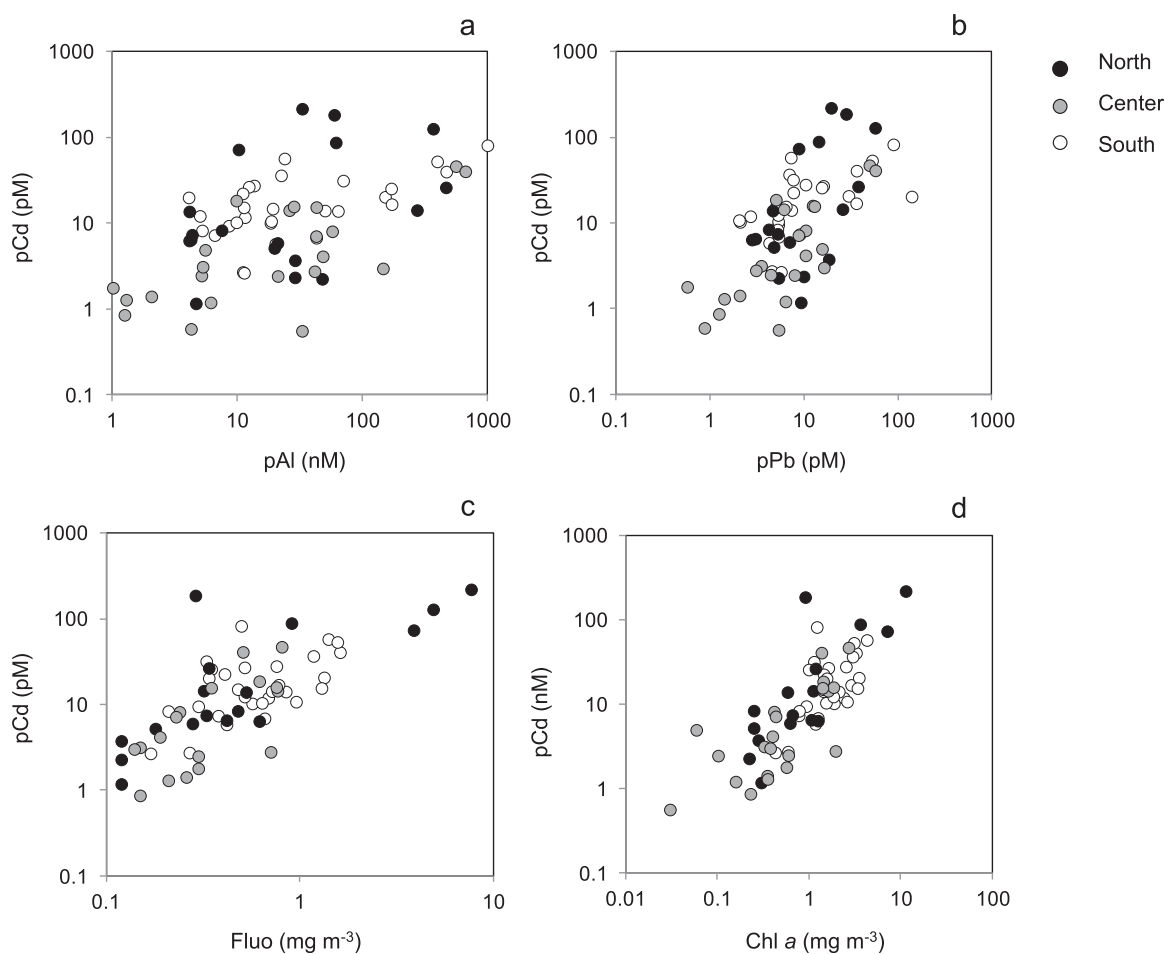 a
1000
100
10
1
0.1
pCd (pM)
1 10 100 1000
pAl (nM)
b
1000
100
10
1
0.1
pCd (pM)
0.1 1 10 100 1000
pPb (pM)
North
Center
South
c
1000
100
10
1
0.1
pCd (pM)
0.1 1 10
Fluo (mg m-3)
d
1000
100
10
1
0.1
pCd (nM)
0.01 0.1 1 10 100
Chl a (mg m-3)